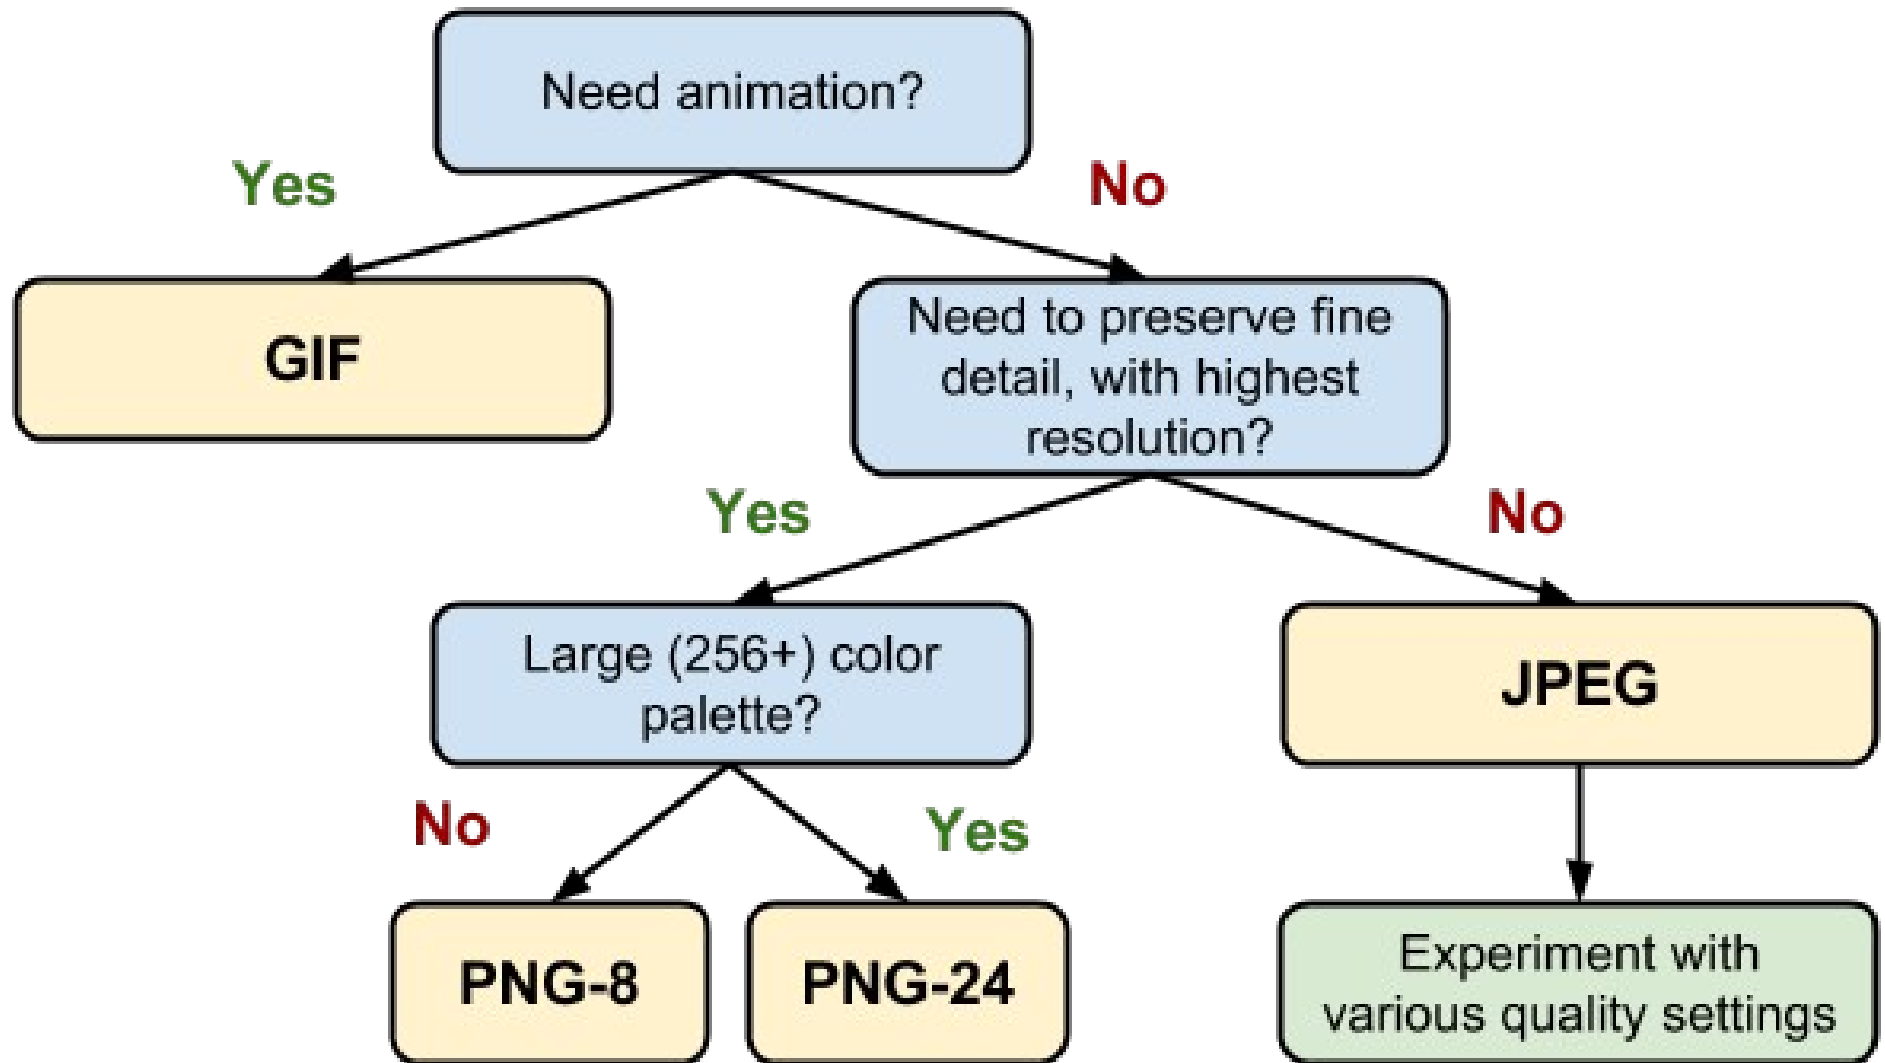 Need animation?
Yes
No
GIF
Need to preserve fine
detail, with highest
resolution?
Yes
No
Large (256+) color
palette?
JPEG
No
Yes
PNG-8
PNG-24
Experiment with
various quality settings